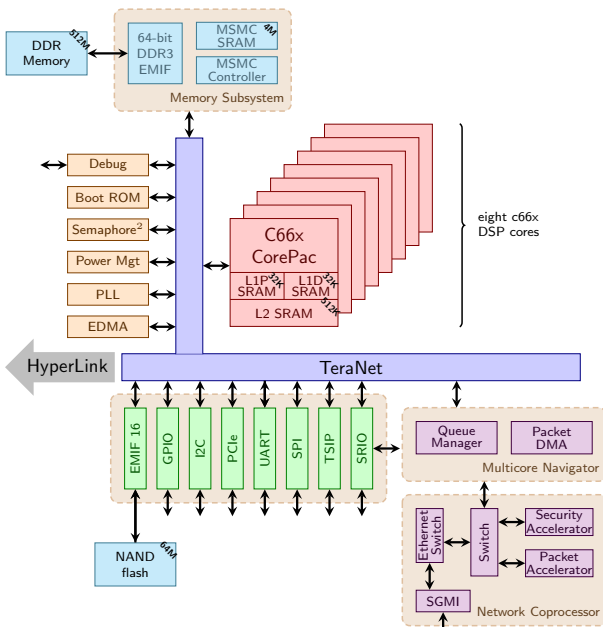 512M
DDR
Memory
64-bit
DDR3
EMIF
4M
MSMC
SRAM
MSMC
Controller
Memory Subsystem
Debug
Boot ROM
Semaphore²
Power Mgt
PLL
EDMA
C66x
CorePac
L1P
SRAM
32K
L1D
SRAM
32K
512K
L2 SRAM
eight c66x
DSP cores
HyperLink
TeraNet
EMIF 16
GPIO
I2C
PCIe
UART
SPI
TSIP
SRIO
Queue
Manager
Packet
DMA
Multicore Navigator
64M
NAND
flash
Ethernet
Switch
Switch
Security
Accelerator
Packet
Accelerator
SGMI
Network Coprocessor